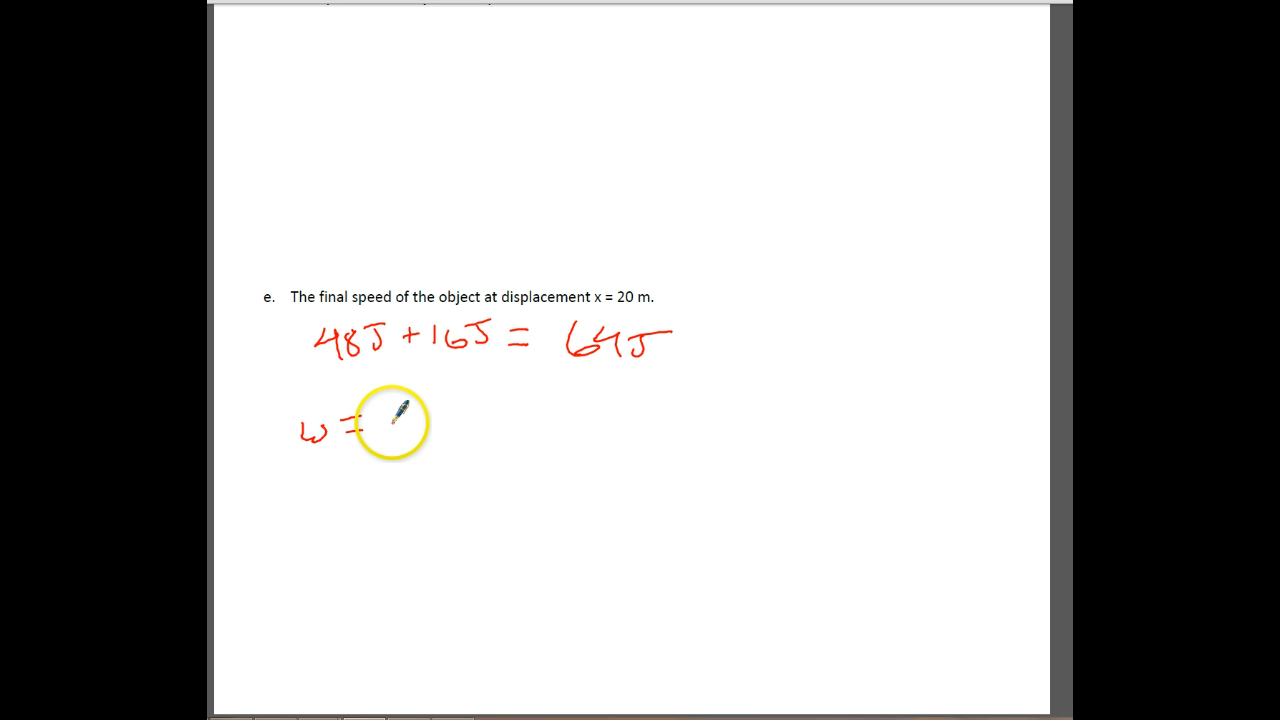 e. The final speed of the object at displacement x = 20 m.
48J + 16J = 64J
w =